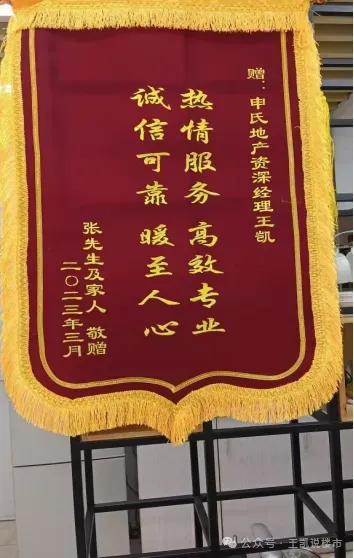 赠：申氏地产资深经理王凯
热情服务 高效专业
诚信可靠 暖至人心
张先生及家人 敬赠
二〇二三年三月
公众号·王凯说楼市